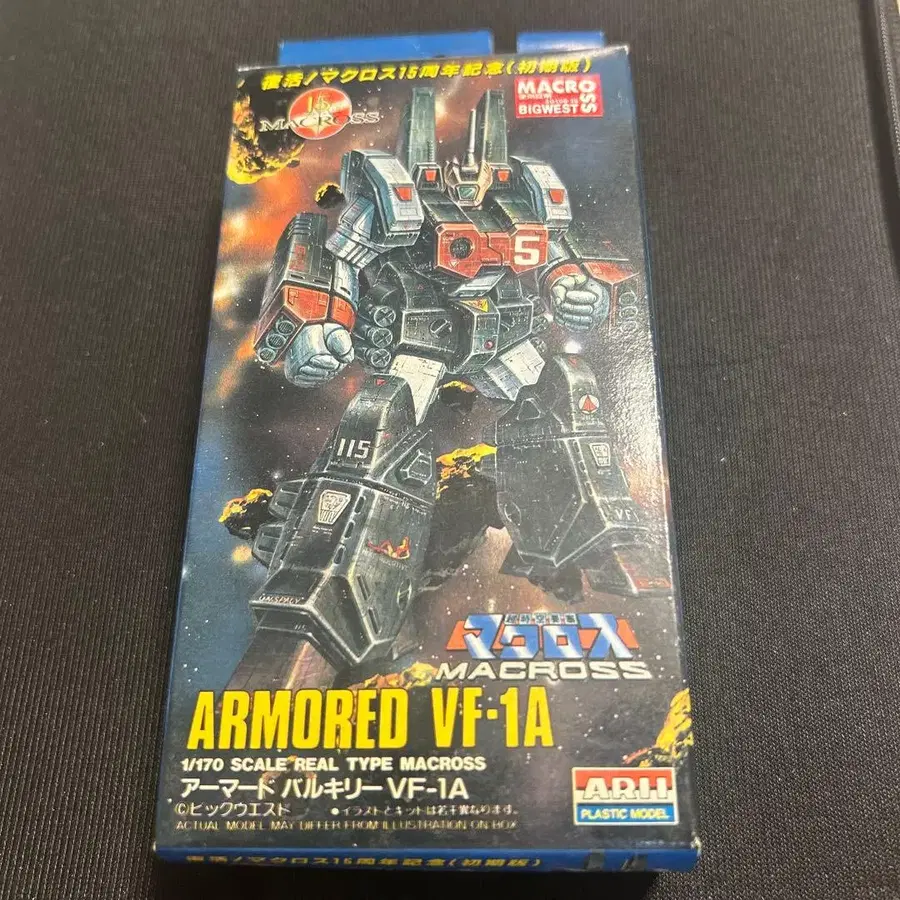 復活!マクロス15周年記念(初期版)
15
MACROSS
MACROSS
BIGWEST
5
115
VF
超時空要塞
マクロス
MACROSS
ARMORED VF-1A
1/170 SCALE REAL TYPE MACROSS
アーマード バルキリー VF-1A
©ビックウエスト
●イラストとキットは若干異なります。
ACTUAL MODEL MAY DIFFER FROM ILLUSTRATION ON BOX
ARII
PLASTIC MODEL
復活!マクロス15周年記念(初期版)